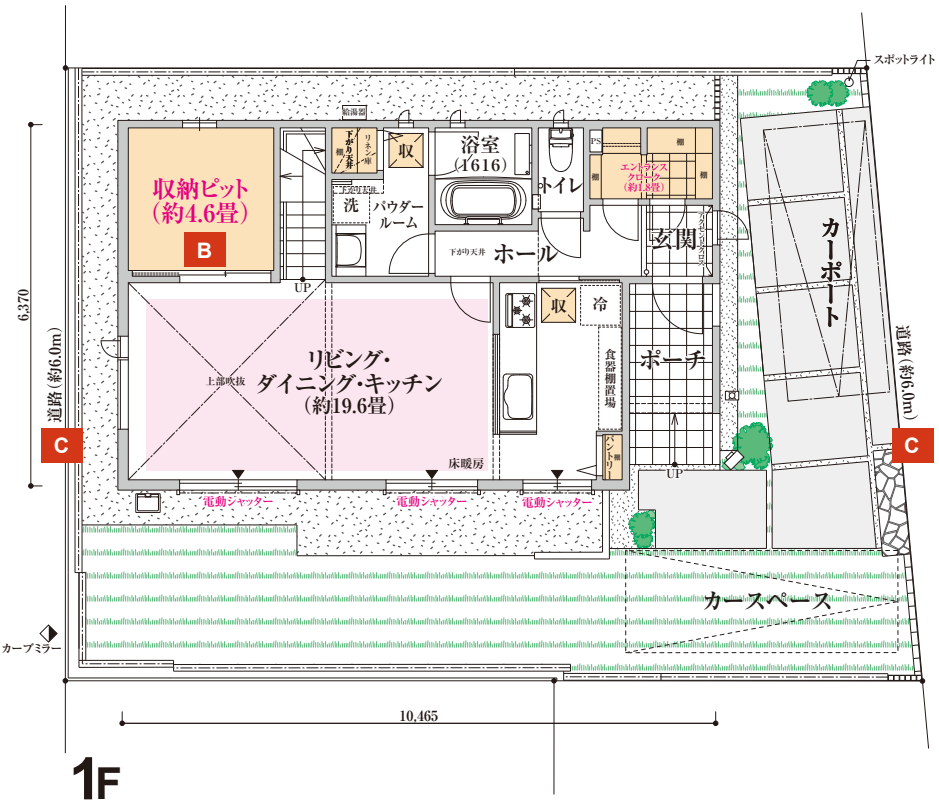 スポットライト
給湯器
下がり天井
棚
リネン庫
収
浴室
(1616)
トイレ
PS
棚
棚
棚
エントランス
クローク
(約1.8畳)
収納ピット
(約4.6畳)
B
下がり天井
洗
パウダー
ルーム
下がり天井
ホール
玄関
カーポート
UP
6,370
道路(約6.0m)
C
上部吹抜
リビング・
ダイニング・キッチン
(約19.6畳)
床暖房
収
冷
食器棚置場
棚
パントリー
ポーチ
UP
道路(約6.0m)
C
電動シャッター
電動シャッター
電動シャッター
カースペース
カーブミラー
10,465
1F